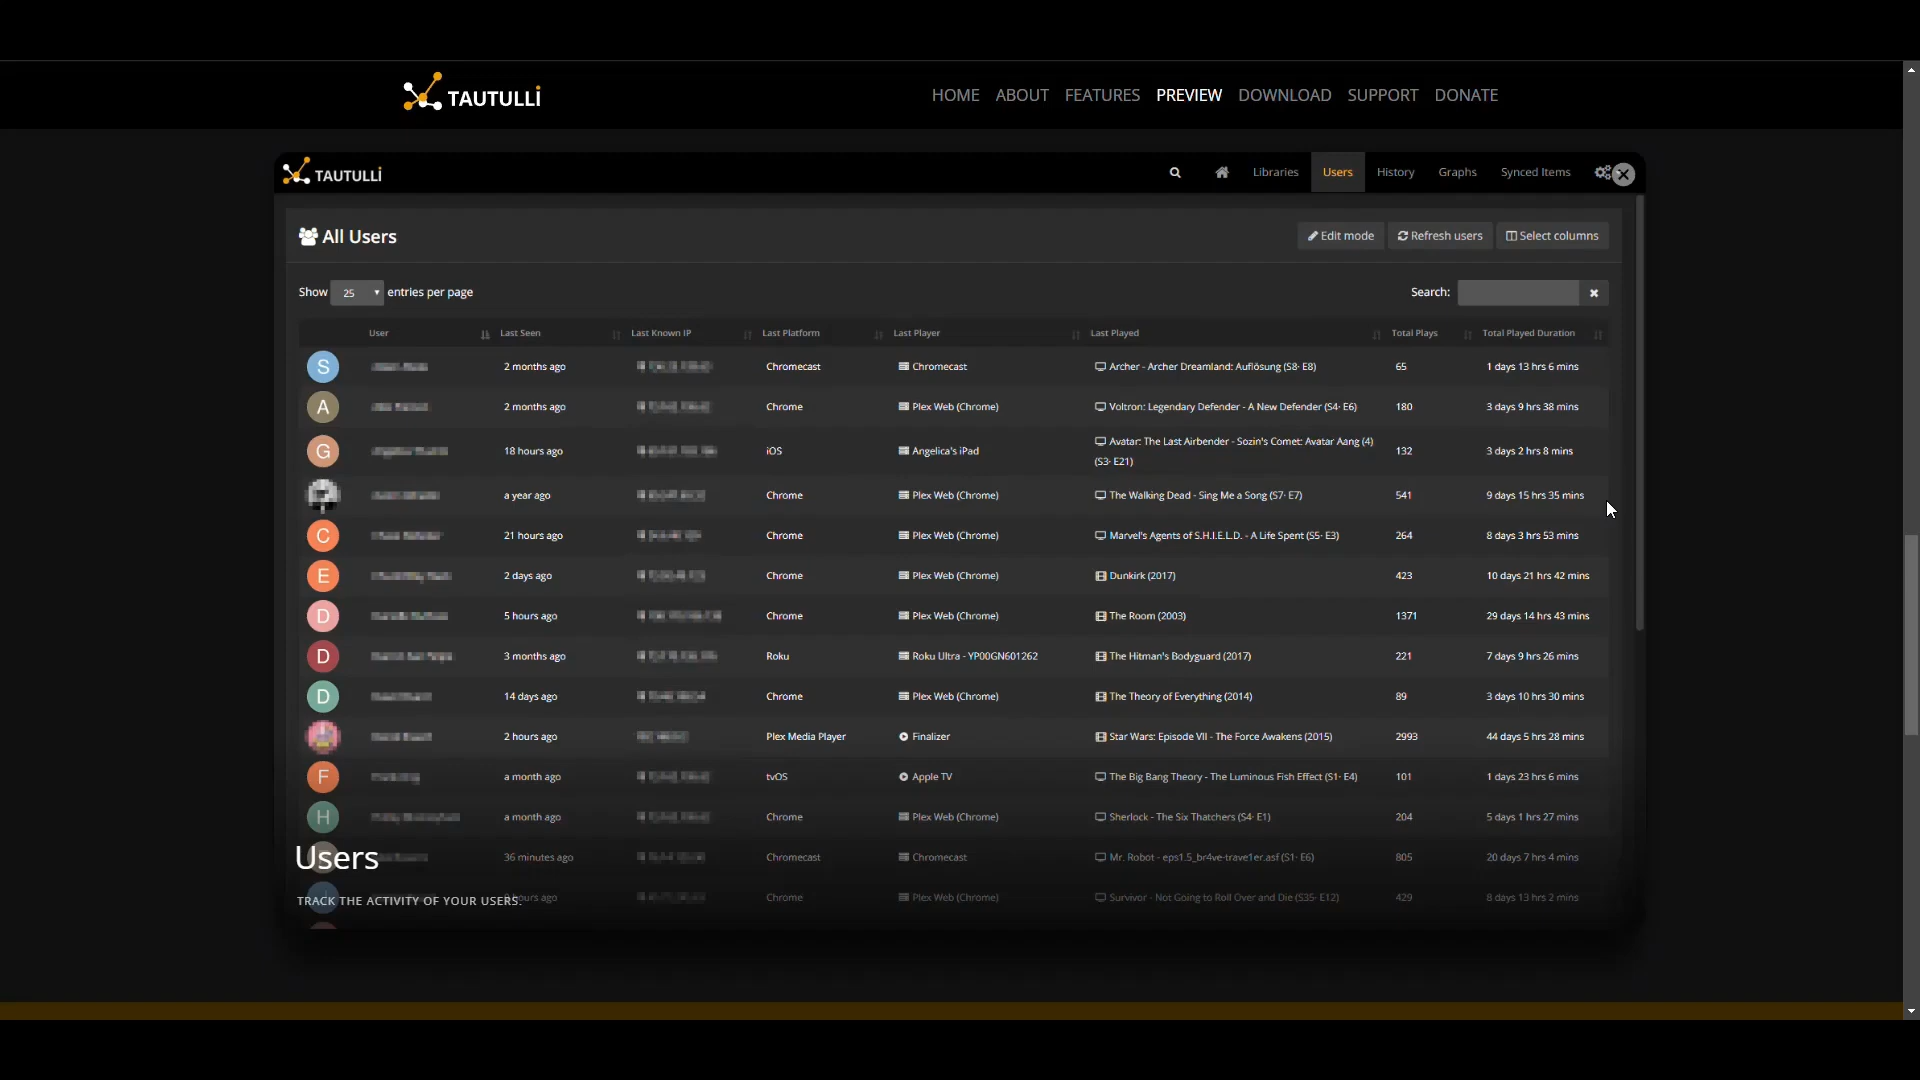 TAUTULLI
HOME ABOUT FEATURES PREVIEW DOWNLOAD SUPPORT DONATE
TAUTULLI
Libraries Users History Graphs Synced Items
All Users
Edit mode Refresh users Select columns
Show 25 entries per page Search:
User Last Seen Last Known IP Last Platform Last Player Last Played Total Plays Total Played Duration
S 2 months ago Chromecast Chromecast Archer - Archer Dreamland: Auflösung (S8· E8) 65 1 days 13 hrs 6 mins
A 2 months ago Chrome Plex Web (Chrome) Voltron: Legendary Defender - A New Defender (S4· E6) 180 3 days 9 hrs 38 mins
G 18 hours ago iOS Angelica's iPad Avatar: The Last Airbender - Sozin's Comet: Avatar Aang (4) (S3· E21) 132 3 days 2 hrs 8 mins
a year ago Chrome Plex Web (Chrome) The Walking Dead - Sing Me a Song (S7· E7) 541 9 days 15 hrs 35 mins
C 21 hours ago Chrome Plex Web (Chrome) Marvel's Agents of S.H.I.E.L.D. - A Life Spent (S5· E3) 264 8 days 3 hrs 53 mins
E 2 days ago Chrome Plex Web (Chrome) Dunkirk (2017) 423 10 days 21 hrs 42 mins
D 5 hours ago Chrome Plex Web (Chrome) The Room (2003) 1371 29 days 14 hrs 43 mins
D 3 months ago Roku Roku Ultra - YP00GN601262 The Hitman's Bodyguard (2017) 221 7 days 9 hrs 26 mins
D 14 days ago Chrome Plex Web (Chrome) The Theory of Everything (2014) 89 3 days 10 hrs 30 mins
2 hours ago Plex Media Player Finalizer Star Wars: Episode VII - The Force Awakens (2015) 2993 44 days 5 hrs 28 mins
F a month ago tvOS Apple TV The Big Bang Theory - The Luminous Fish Effect (S1· E4) 101 1 days 23 hrs 6 mins
H a month ago Chrome Plex Web (Chrome) Sherlock - The Six Thatchers (S4· E1) 204 5 days 1 hrs 27 mins
36 minutes ago Chromecast Chromecast Mr. Robot - eps1.5_br4ve-trave1er.asf (S1· E6) 805 20 days 7 hrs 4 mins
Users
hours ago Chrome Plex Web (Chrome) Survivor - Not Going to Roll Over and Die (S35· E12) 429 8 days 13 hrs 2 mins
TRACK THE ACTIVITY OF YOUR USERS.